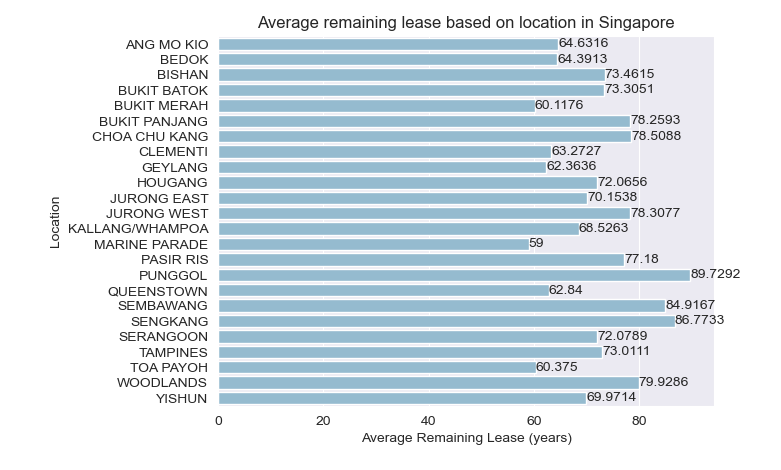 Average remaining lease based on location in Singapore
ANG MO KIO 64.6316
BEDOK 64.3913
BISHAN 73.4615
BUKIT BATOK 73.3051
BUKIT MERAH 60.1176
BUKIT PANJANG 78.2593
CHOA CHU KANG 78.5088
CLEMENTI 63.2727
GEYLANG 62.3636
HOUGANG 72.0656
JURONG EAST 70.1538
JURONG WEST 78.3077
KALLANG/WHAMPOA 68.5263
MARINE PARADE 59
PASIR RIS 77.18
PUNGGOL 89.7292
QUEENSTOWN 62.84
SEMBAWANG 84.9167
SENGKANG 86.7733
SERANGOON 72.0789
TAMPINES 73.0111
TOA PAYOH 60.375
WOODLANDS 79.9286
YISHUN 69.9714
Location
0 20 40 60 80
Average Remaining Lease (years)